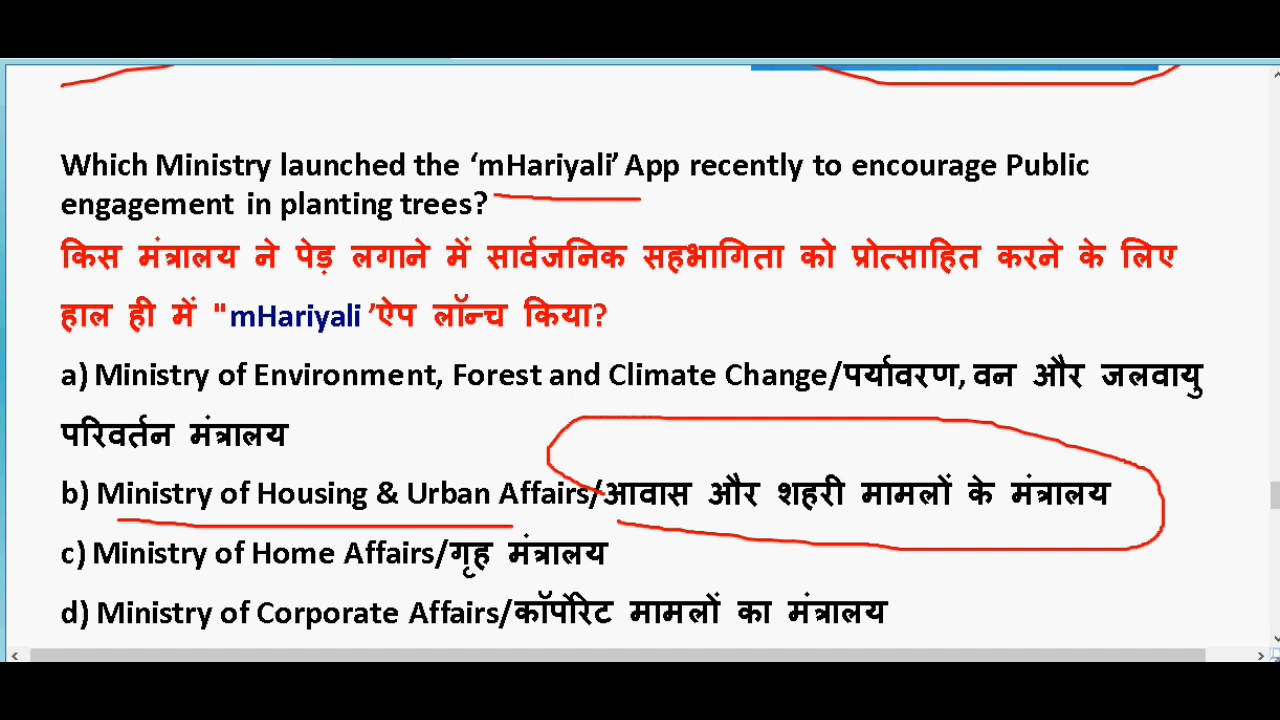 Which Ministry launched the ‘mHariyali’ App recently to encourage Public
engagement in planting trees?
किस मंत्रालय ने पेड़ लगाने में सार्वजनिक सहभागिता को प्रोत्साहित करने के लिए
हाल ही में "mHariyali ’ऐप लॉन्च किया?
a) Ministry of Environment, Forest and Climate Change/पर्यावरण, वन और जलवायु
परिवर्तन मंत्रालय
b) Ministry of Housing & Urban Affairs/आवास और शहरी मामलों के मंत्रालय
c) Ministry of Home Affairs/गृह मंत्रालय
d) Ministry of Corporate Affairs/कॉर्पोरेट मामलों का मंत्रालय